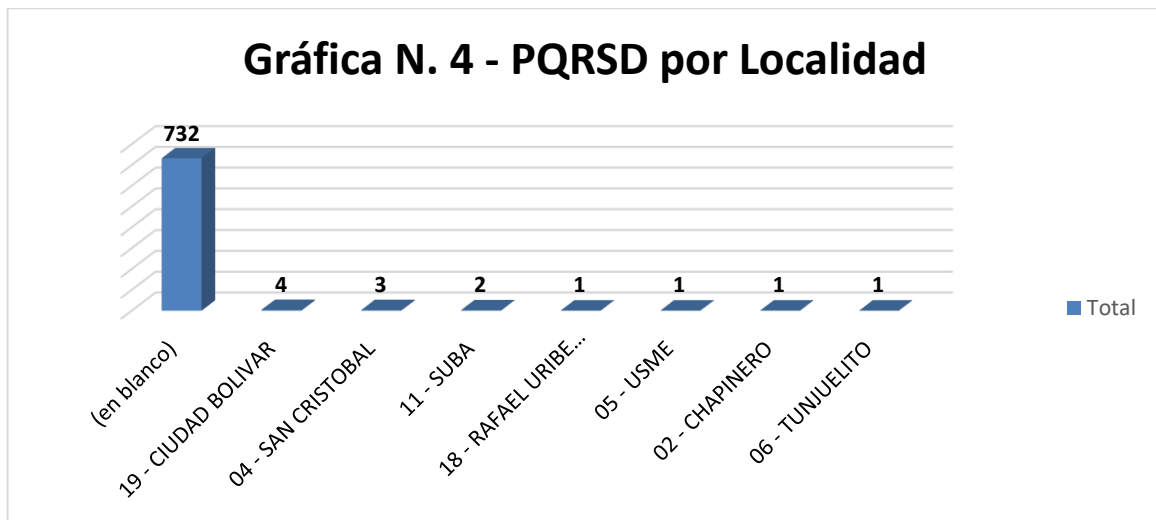 Gráfica N. 4 - PQRSD por Localidad
732
4
3
2
1
1
1
1
(en blanco)
19 - CIUDAD BOLIVAR
04 - SAN CRISTOBAL
11 - SUBA
18 - RAFAEL URIBE...
05 - USME
02 - CHAPINERO
06 - TUNJUELITO
Total